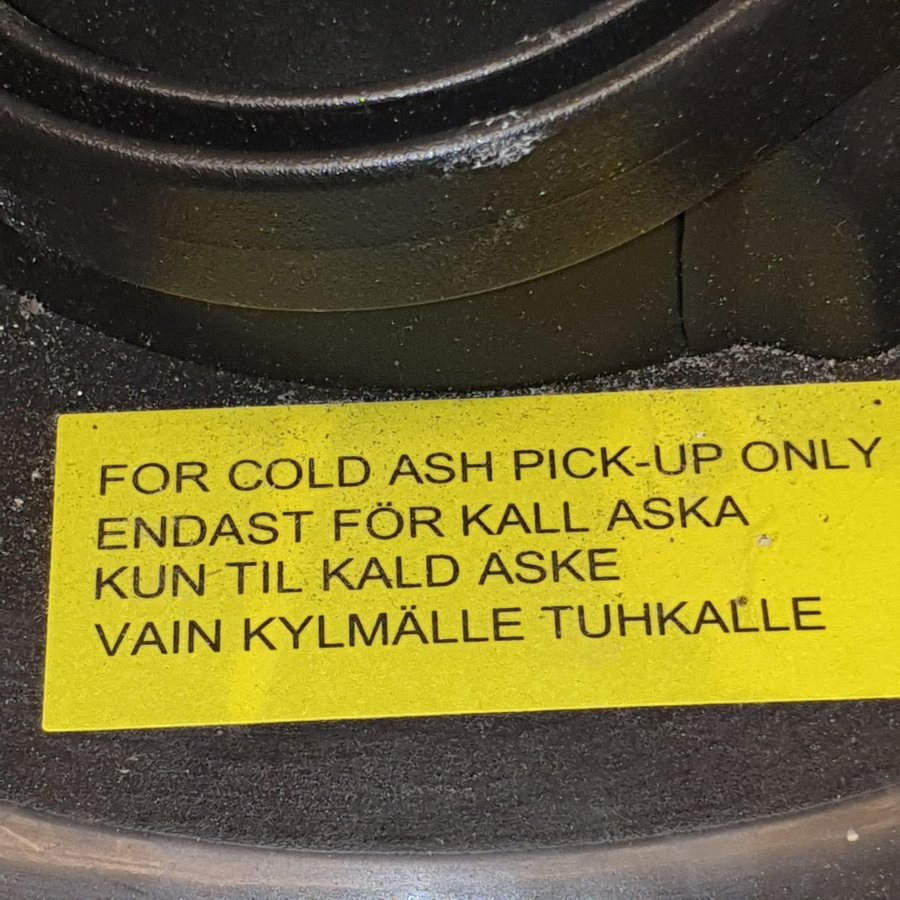 FOR COLD ASH PICK-UP ONLY
ENDAST FÖR KALL ASKA
KUN TIL KALD ASKE
VAIN KYLMÄLLE TUHKALLE